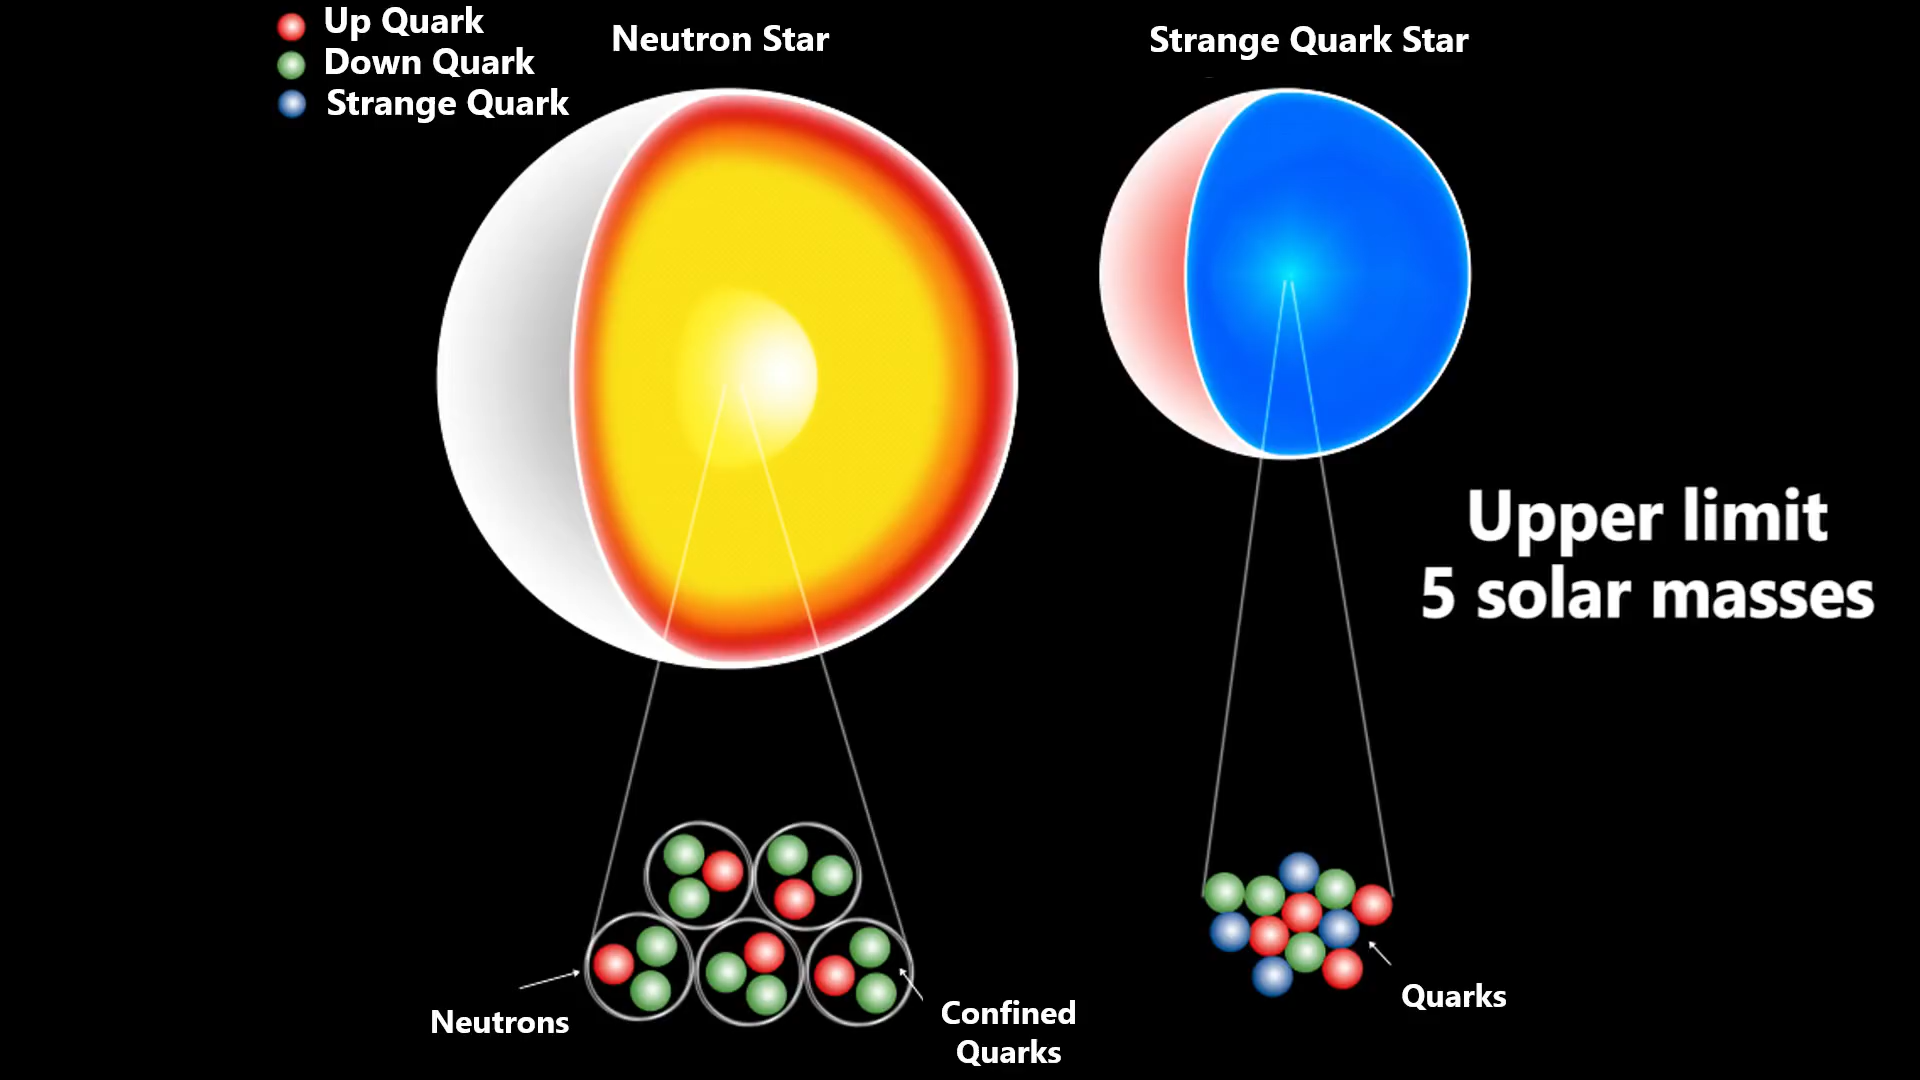 Up Quark
Down Quark
Strange Quark
Neutron Star
Strange Quark Star
Upper limit
5 solar masses
Neutrons
Confined
Quarks
Quarks